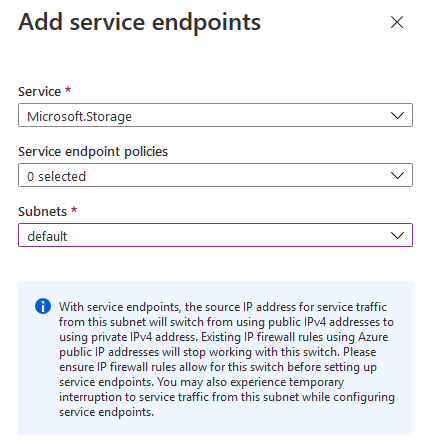 Add service endpoints
Service *
Microsoft.Storage
Service endpoint policies
0 selected
Subnets *
default
With service endpoints, the source IP address for service traffic
from this subnet will switch from using public IPv4 addresses to
using private IPv4 address. Existing IP firewall rules using Azure
public IP addresses will stop working with this switch. Please
ensure IP firewall rules allow for this switch before setting up
service endpoints. You may also experience temporary
interruption to service traffic from this subnet while configuring
service endpoints.